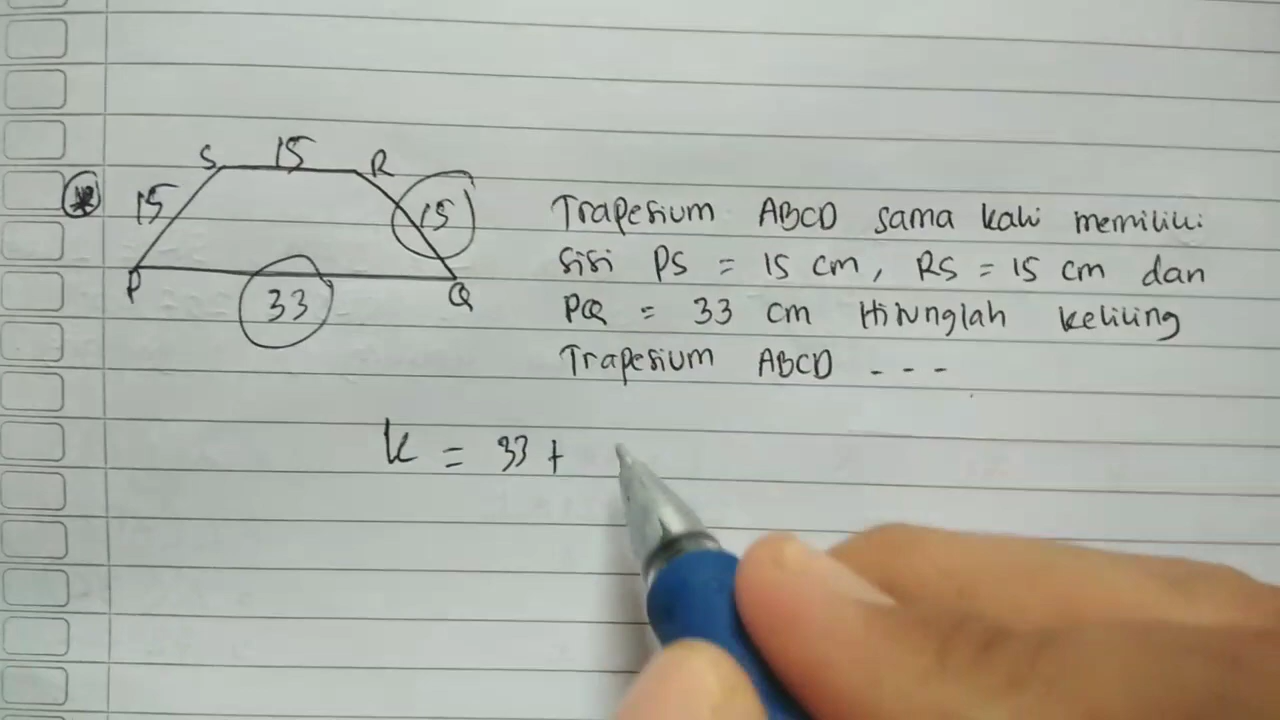 S 15 R
15 15
P 33 Q
Trapesium ABCD sama kaki memiliki
sisi PS = 15 cm, RS = 15 cm dan
PQ = 33 cm Hitunglah keliling
Trapesium ABCD - - -
K = 33 +